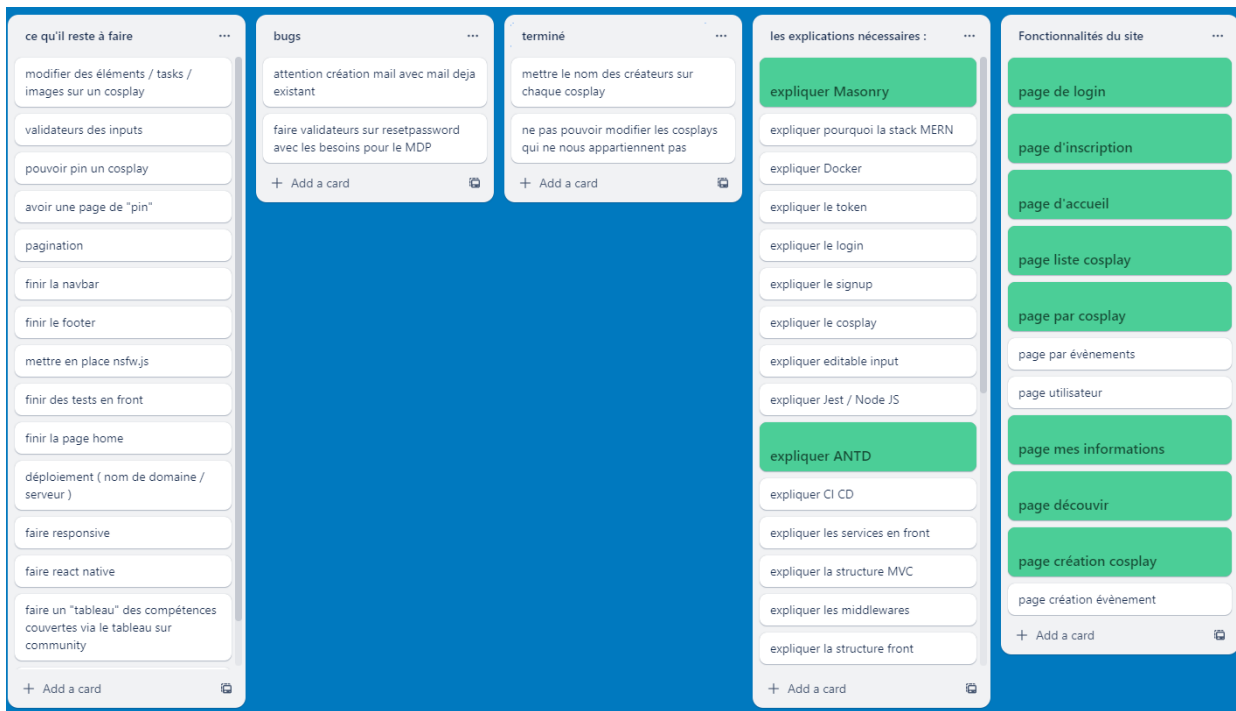 ce qu'il reste à faire
modifier des éléments / tasks /
images sur un cosplay
validateurs des inputs
pouvoir pin un cosplay
avoir une page de "pin"
pagination
finir la navbar
finir le footer
mettre en place nsfw.js
finir des tests en front
finir la page home
déploiement ( nom de domaine /
serveur )
faire responsive
faire react native
faire un "tableau" des compétences
couvertes via le tableau sur
community
+ Add a card
bugs
attention création mail avec mail deja
existant
faire validateurs sur resetpassword
avec les besoins pour le MDP
+ Add a card
terminé
mettre le nom des créateurs sur
chaque cosplay
ne pas pouvoir modifier les cosplays
qui ne nous appartiennent pas
+ Add a card
les explications nécessaires :
expliquer Masonry
expliquer pourquoi la stack MERN
expliquer Docker
expliquer le token
expliquer le login
expliquer le signup
expliquer le cosplay
expliquer editable input
expliquer Jest / Node JS
expliquer ANTD
expliquer CI CD
expliquer les services en front
expliquer la structure MVC
expliquer les middlewares
expliquer la structure front
+ Add a card
Fonctionnalités du site
page de login
page d'inscription
page d'accueil
page liste cosplay
page par cosplay
page par évènements
page utilisateur
page mes informations
page découvir
page création cosplay
page création évènement
+ Add a card